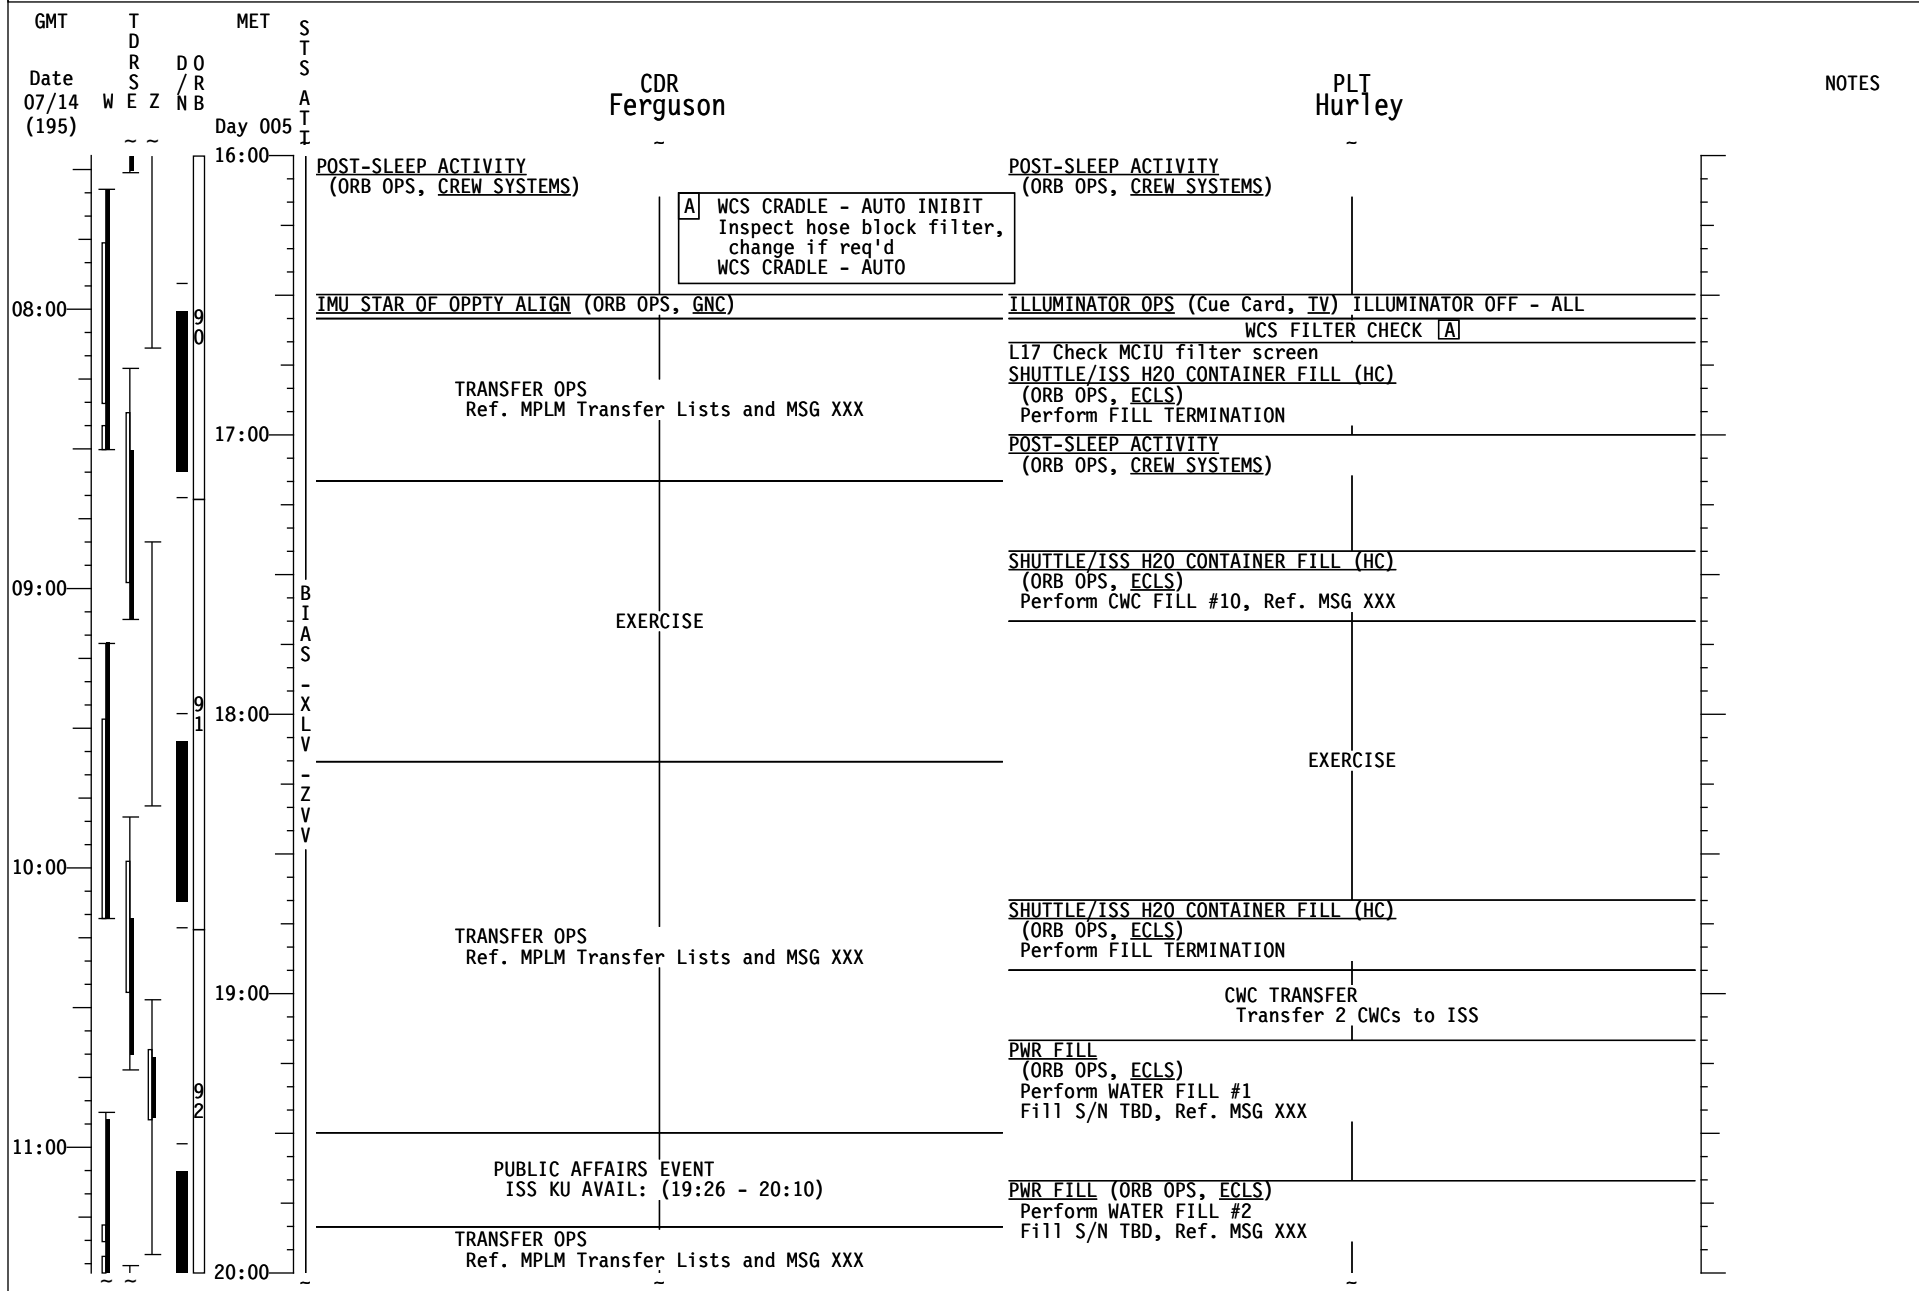 GMT
TDRS
MET
STS ATT
Date
07/14
(195)
W E Z
D/N
ORB
Day 005
CDR
Ferguson
PLT
Hurley
NOTES
~ ~ ~ ~
16:00
POST-SLEEP ACTIVITY
(ORB OPS, CREW SYSTEMS)
POST-SLEEP ACTIVITY
(ORB OPS, CREW SYSTEMS)
A WCS CRADLE - AUTO INIBIT
Inspect hose block filter,
change if req'd
WCS CRADLE - AUTO
08:00
90
IMU STAR OF OPPTY ALIGN (ORB OPS, GNC)
ILLUMINATOR OPS (Cue Card, TV) ILLUMINATOR OFF - ALL
WCS FILTER CHECK A
L17 Check MCIU filter screen
SHUTTLE/ISS H2O CONTAINER FILL (HC)
(ORB OPS, ECLS)
Perform FILL TERMINATION
TRANSFER OPS
Ref. MPLM Transfer Lists and MSG XXX
17:00
POST-SLEEP ACTIVITY
(ORB OPS, CREW SYSTEMS)
SHUTTLE/ISS H2O CONTAINER FILL (HC)
(ORB OPS, ECLS)
Perform CWC FILL #10, Ref. MSG XXX
09:00
BIAS -XLV -ZVV
EXERCISE
91
18:00
EXERCISE
10:00
SHUTTLE/ISS H2O CONTAINER FILL (HC)
(ORB OPS, ECLS)
Perform FILL TERMINATION
TRANSFER OPS
Ref. MPLM Transfer Lists and MSG XXX
19:00
CWC TRANSFER
Transfer 2 CWCs to ISS
PWR FILL
(ORB OPS, ECLS)
Perform WATER FILL #1
Fill S/N TBD, Ref. MSG XXX
92
11:00
PUBLIC AFFAIRS EVENT
ISS KU AVAIL: (19:26 - 20:10)
PWR FILL (ORB OPS, ECLS)
Perform WATER FILL #2
Fill S/N TBD, Ref. MSG XXX
TRANSFER OPS
Ref. MPLM Transfer Lists and MSG XXX
20:00
~ ~ ~ ~ ~